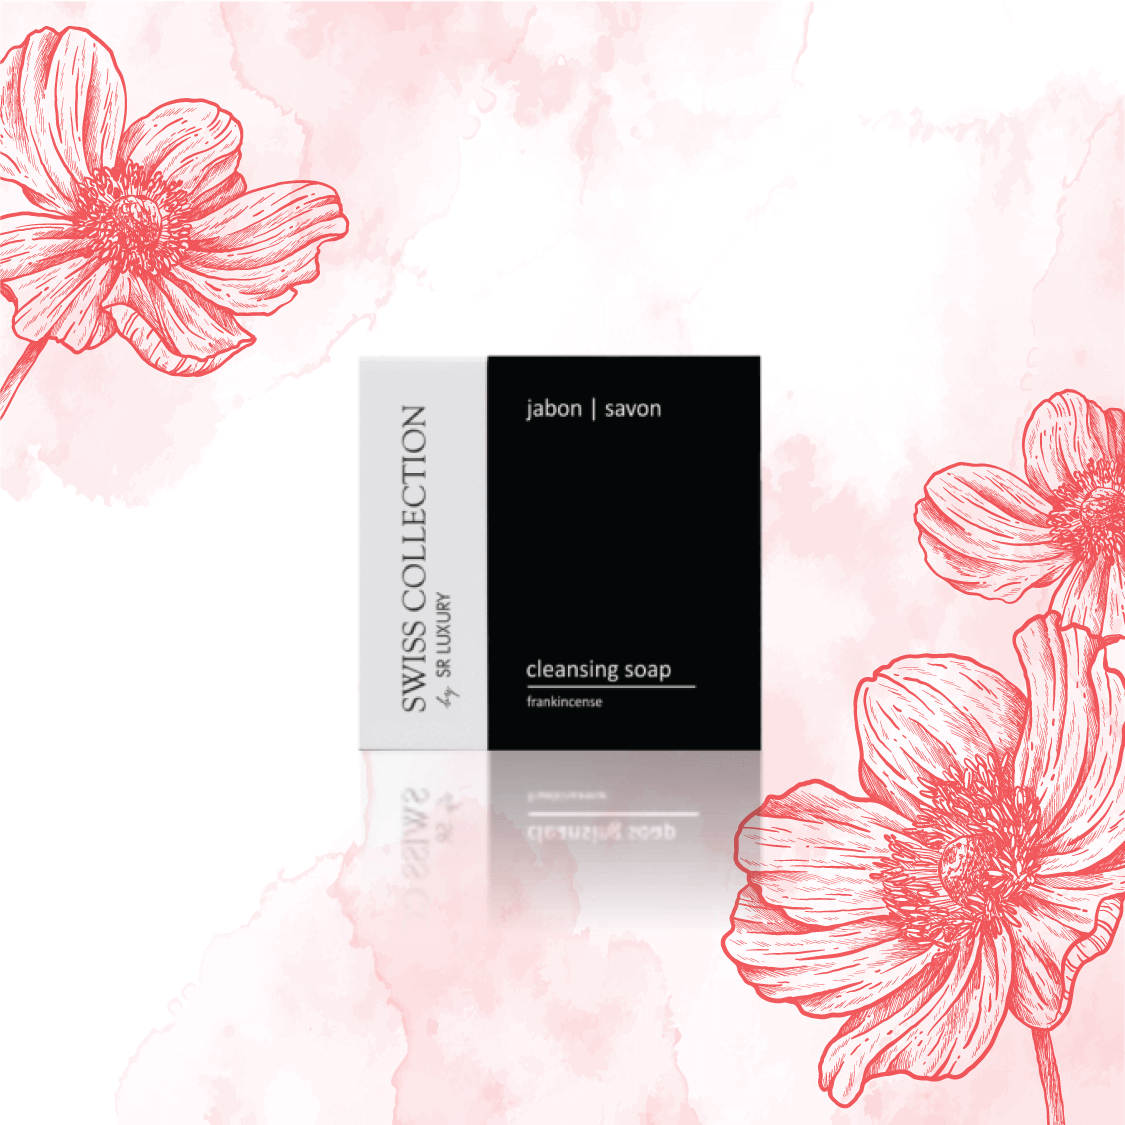 SWISS COLLECTION
by SR LUXURY
jabon | savon
cleansing soap
frankincense